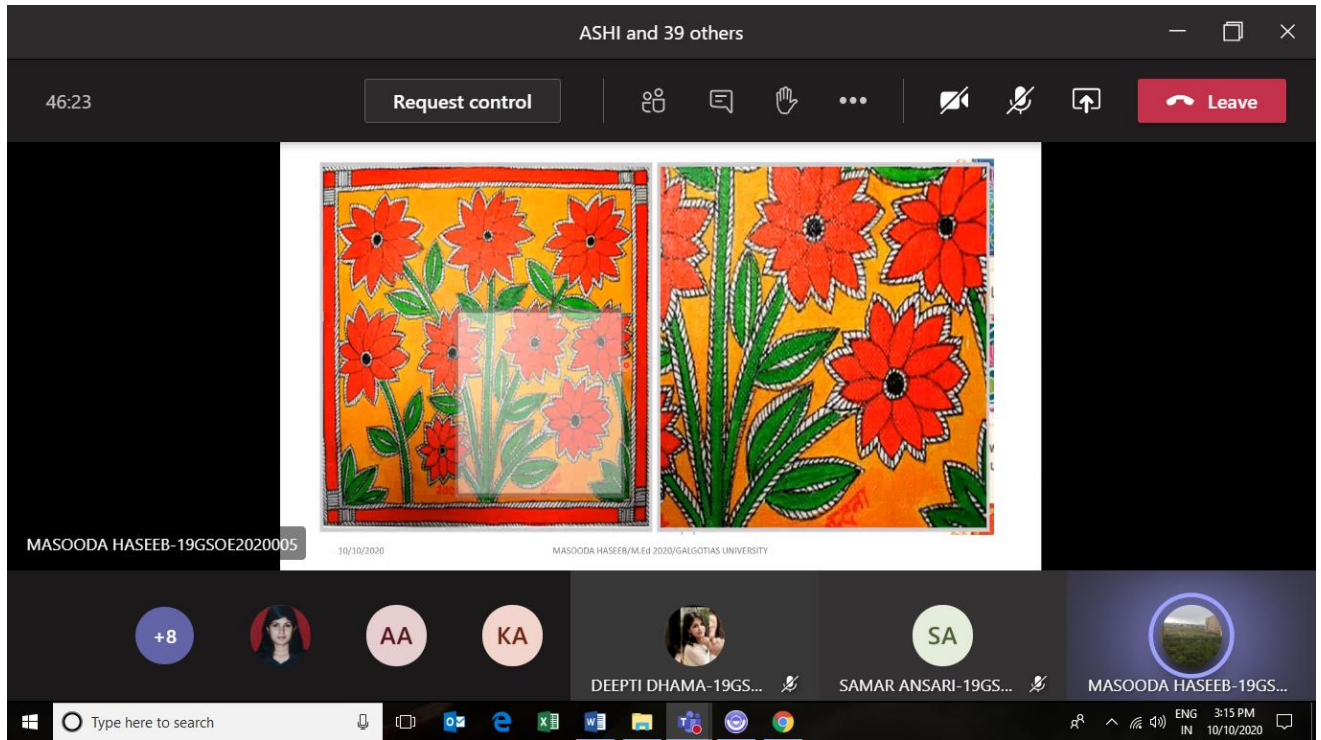 ASHI and 39 others
46:23
Request control
Leave
MASOODA HASEEB-19GSOE2020005
10/10/2020
MASOODA HASEEB/M.Ed 2020/GALGOTIAS UNIVERSITY
+8
AA
KA
SA
DEEPTI DHAMA-19GS...
SAMAR ANSARI-19GS...
MASOODA HASEEB-19GS...
Type here to search
ENG
IN
3:15 PM
10/10/2020